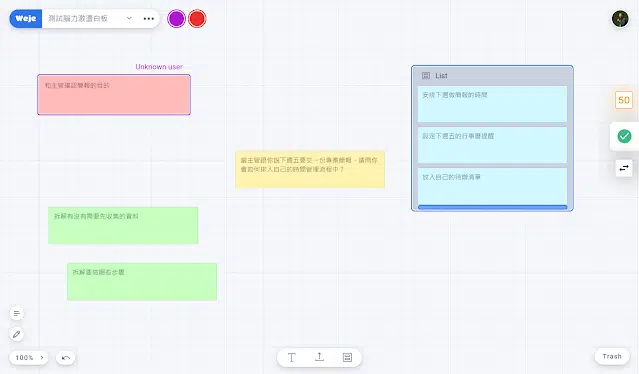 Weje
測試腦力激盪白板
Unknown user
和主管確認簡報的目的
List
安排下週做簡報的時間
設定下週五的行事曆提醒
放入自己的待辦清單
當主管跟你說下週五要交一份專案簡報，請問你
會如何排入自己的時間管理流程中？
拆解有沒有需要先收集的資料
拆解要做哪些步驟
50
100%
Trash